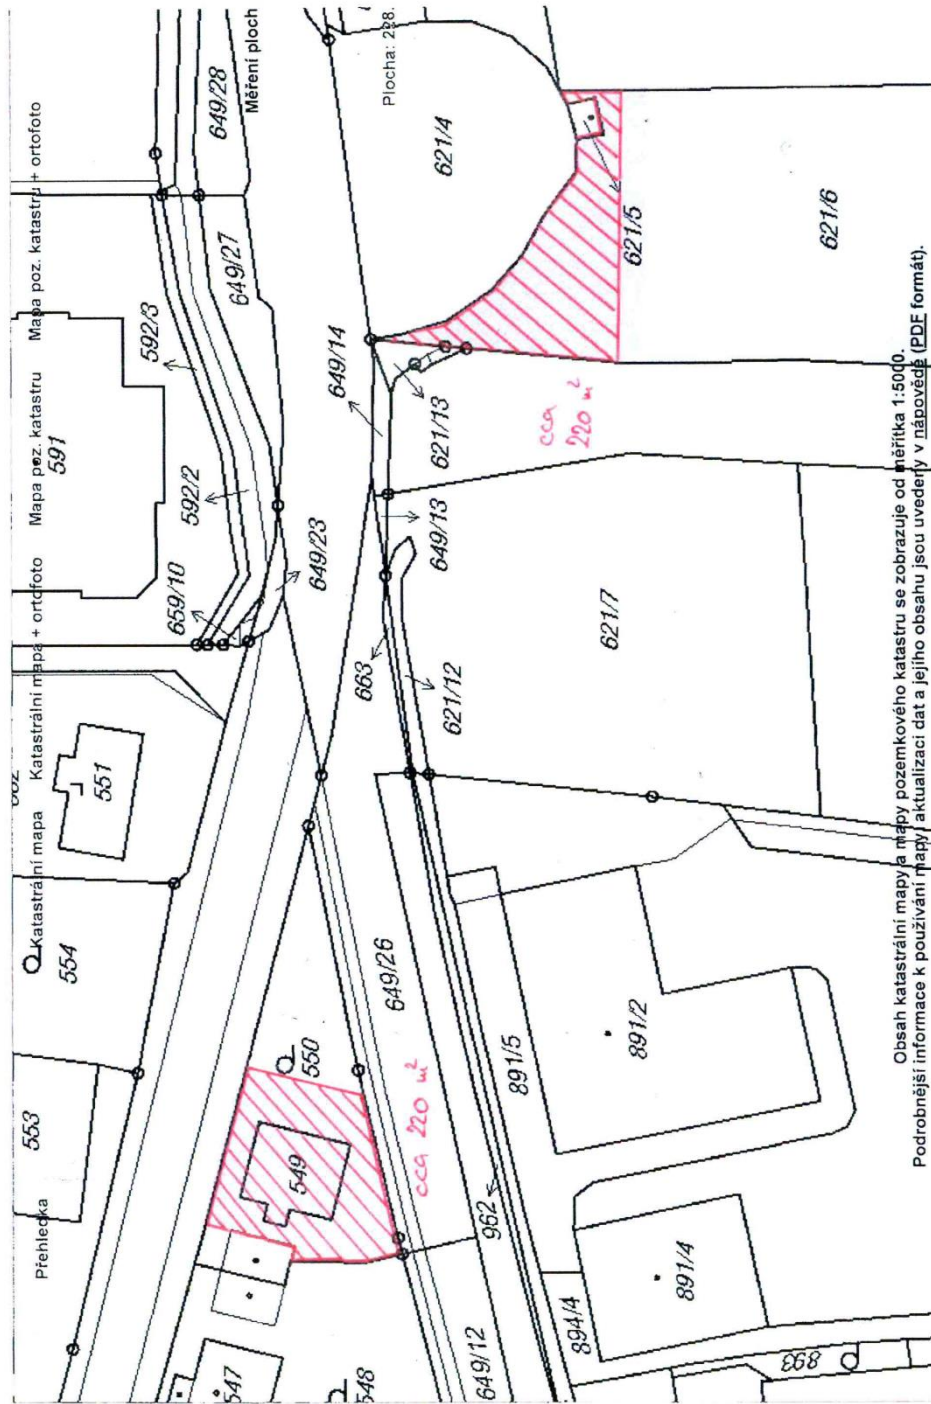 Přehledka
Katastrální mapa
Katastrální mapa + ortofoto
Mapa poz. katastru
Mapa poz. katastru + ortofoto
Měření ploch
Plocha: 228.
553
554
551
591
659/10
592/2
592/3
649/28
649/27
649/23
649/14
621/4
547
548
549
550
649/26
663
621/12
649/13
621/13
621/5
621/6
621/7
cca 220 m²
cca
220 m²
649/12
962
891/5
891/2
894/4
891/4
893
Obsah katastrální mapy a mapy pozemkového katastru se zobrazuje od měřítka 1:5000.
Podrobnější informace k používání mapy, aktualizaci dat a jejího obsahu jsou uvedeny v nápovědě (PDF formát).